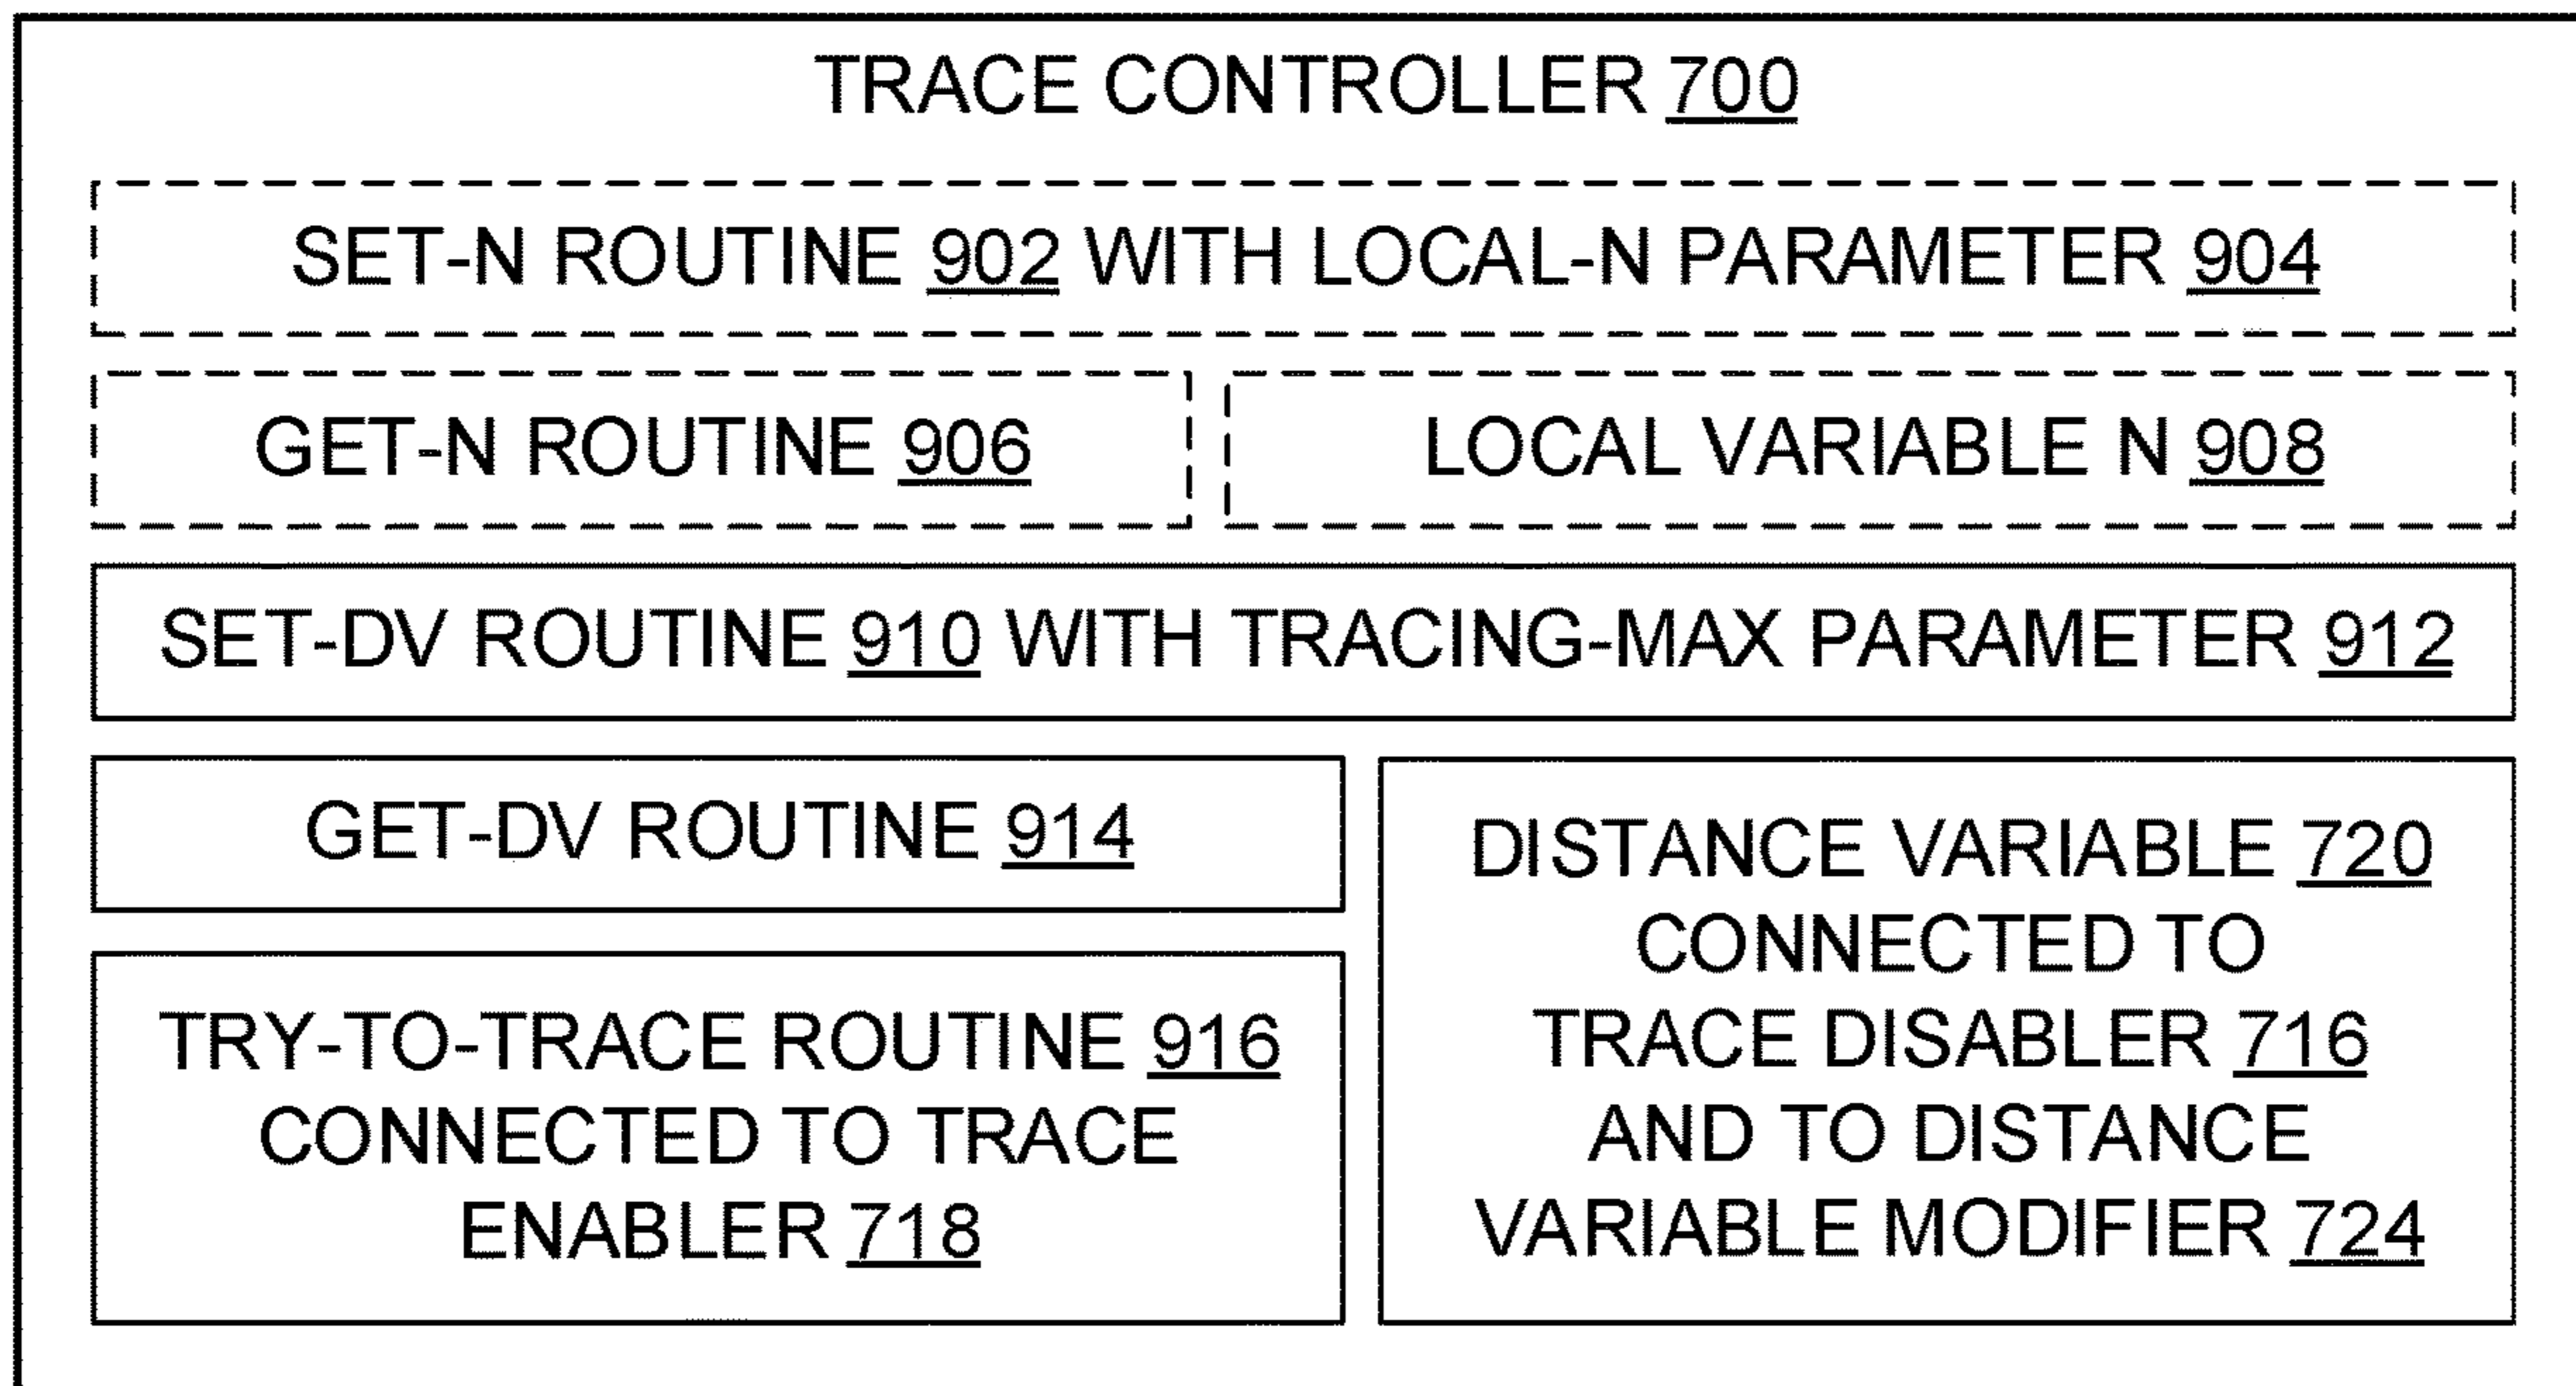 TRACE CONTROLLER 700
SET-N ROUTINE 902 WITH LOCAL-N PARAMETER 904
GET-N ROUTINE 906
LOCAL VARIABLE N 908
SET-DV ROUTINE 910 WITH TRACING-MAX PARAMETER 912
GET-DV ROUTINE 914
TRY-TO-TRACE ROUTINE 916
CONNECTED TO TRACE
ENABLER 718
DISTANCE VARIABLE 720
CONNECTED TO
TRACE DISABLER 716
AND TO DISTANCE
VARIABLE MODIFIER 724